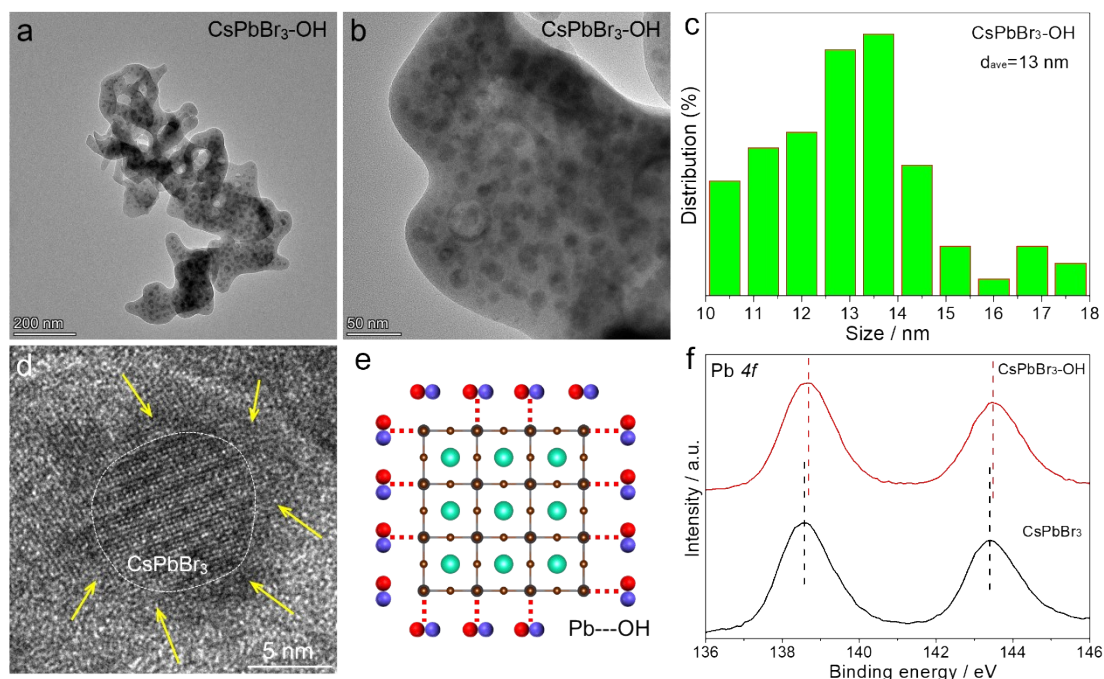 a
CsPbBr₃-OH
200 nm
b
CsPbBr₃-OH
50 nm
c
CsPbBr₃-OH
dave=13 nm
Distribution (%)
10 11 12 13 14 15 16 17 18
Size / nm
d
CsPbBr₃
5 nm
e
Pb---OH
f
Pb 4f
CsPbBr₃-OH
CsPbBr₃
Intensity / a.u.
136 138 140 142 144 146
Binding energy / eV